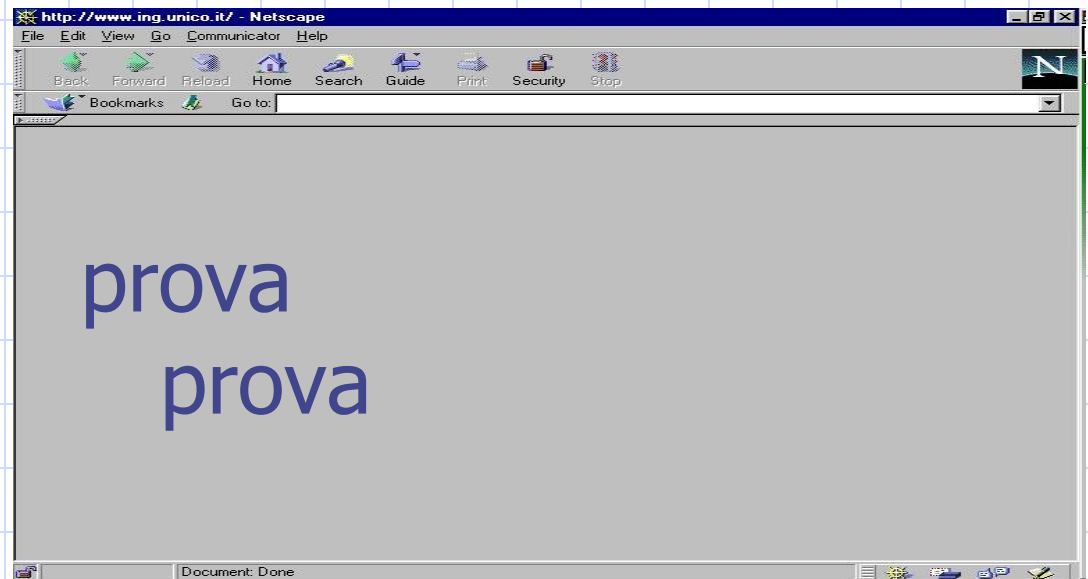 http://www.ing.unico.it/ - Netscape
File Edit View Go Communicator Help
Back Forward Reload Home Search Guide Print Security Stop
N
Bookmarks Go to:
prova
prova
Document: Done